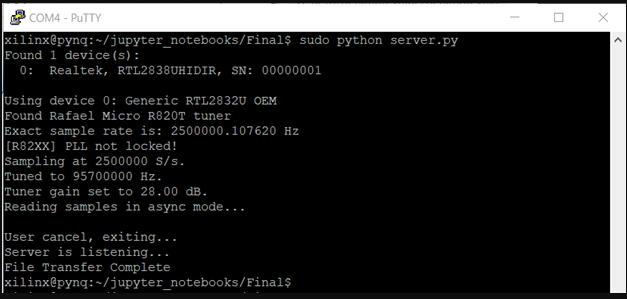 COM4 - PuTTY
xilinx@pynq:~/jupyter_notebooks/Final$ sudo python server.py
Found 1 device(s):
  0:  Realtek, RTL2838UHIDIR, SN: 00000001
Using device 0: Generic RTL2832U OEM
Found Rafael Micro R820T tuner
Exact sample rate is: 2500000.107620 Hz
[R82XX] PLL not locked!
Sampling at 2500000 S/s.
Tuned to 95700000 Hz.
Tuner gain set to 28.00 dB.
Reading samples in async mode...
User cancel, exiting...
Server is listening...
File Transfer Complete
xilinx@pynq:~/jupyter_notebooks/Final$